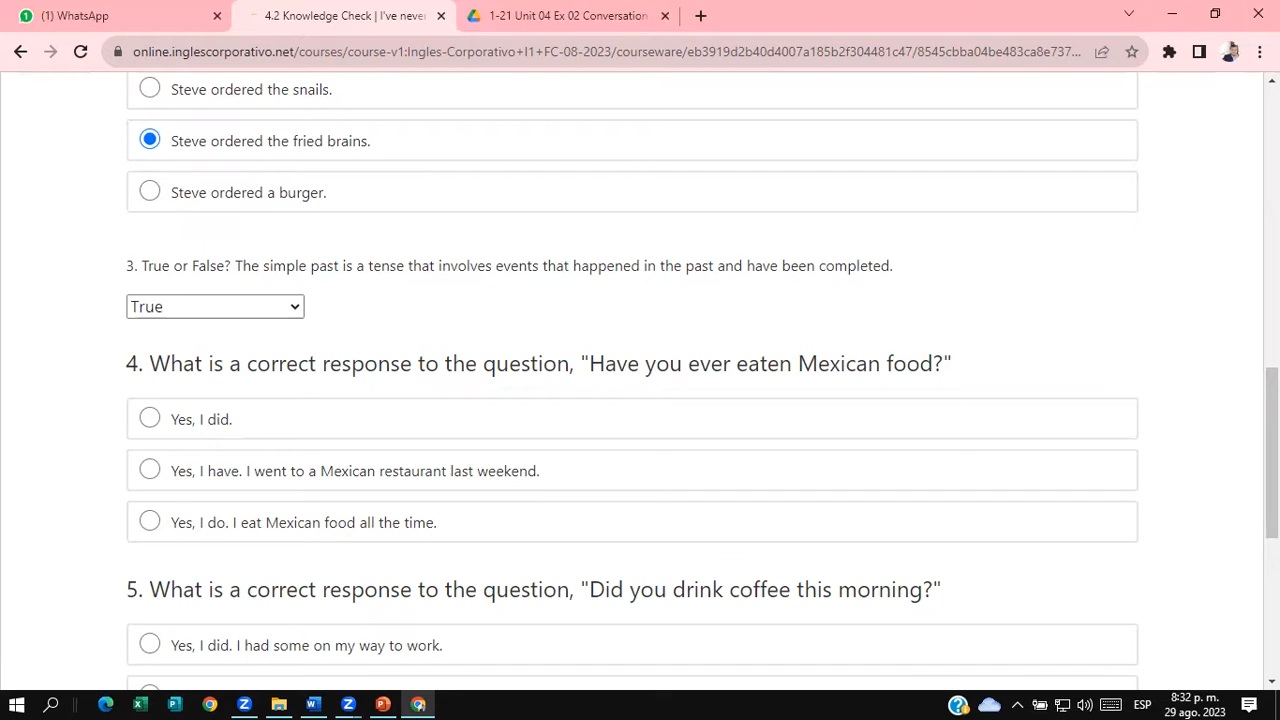 (1) WhatsApp
4.2 Knowledge Check | I've never
1-21 Unit 04 Ex 02 Conversation
online.inglescorporativo.net/courses/course-v1:Ingles-Corporativo+I1+FC-08-2023/courseware/eb3919d2b40d4007a185b2f304481c47/8545cbba04be483ca8e737...
Steve ordered the snails.
Steve ordered the fried brains.
Steve ordered a burger.
3. True or False? The simple past is a tense that involves events that happened in the past and have been completed.
True
4. What is a correct response to the question, "Have you ever eaten Mexican food?"
Yes, I did.
Yes, I have. I went to a Mexican restaurant last weekend.
Yes, I do. I eat Mexican food all the time.
5. What is a correct response to the question, "Did you drink coffee this morning?"
Yes, I did. I had some on my way to work.
ESP
8:32 p. m.
29 ago. 2023